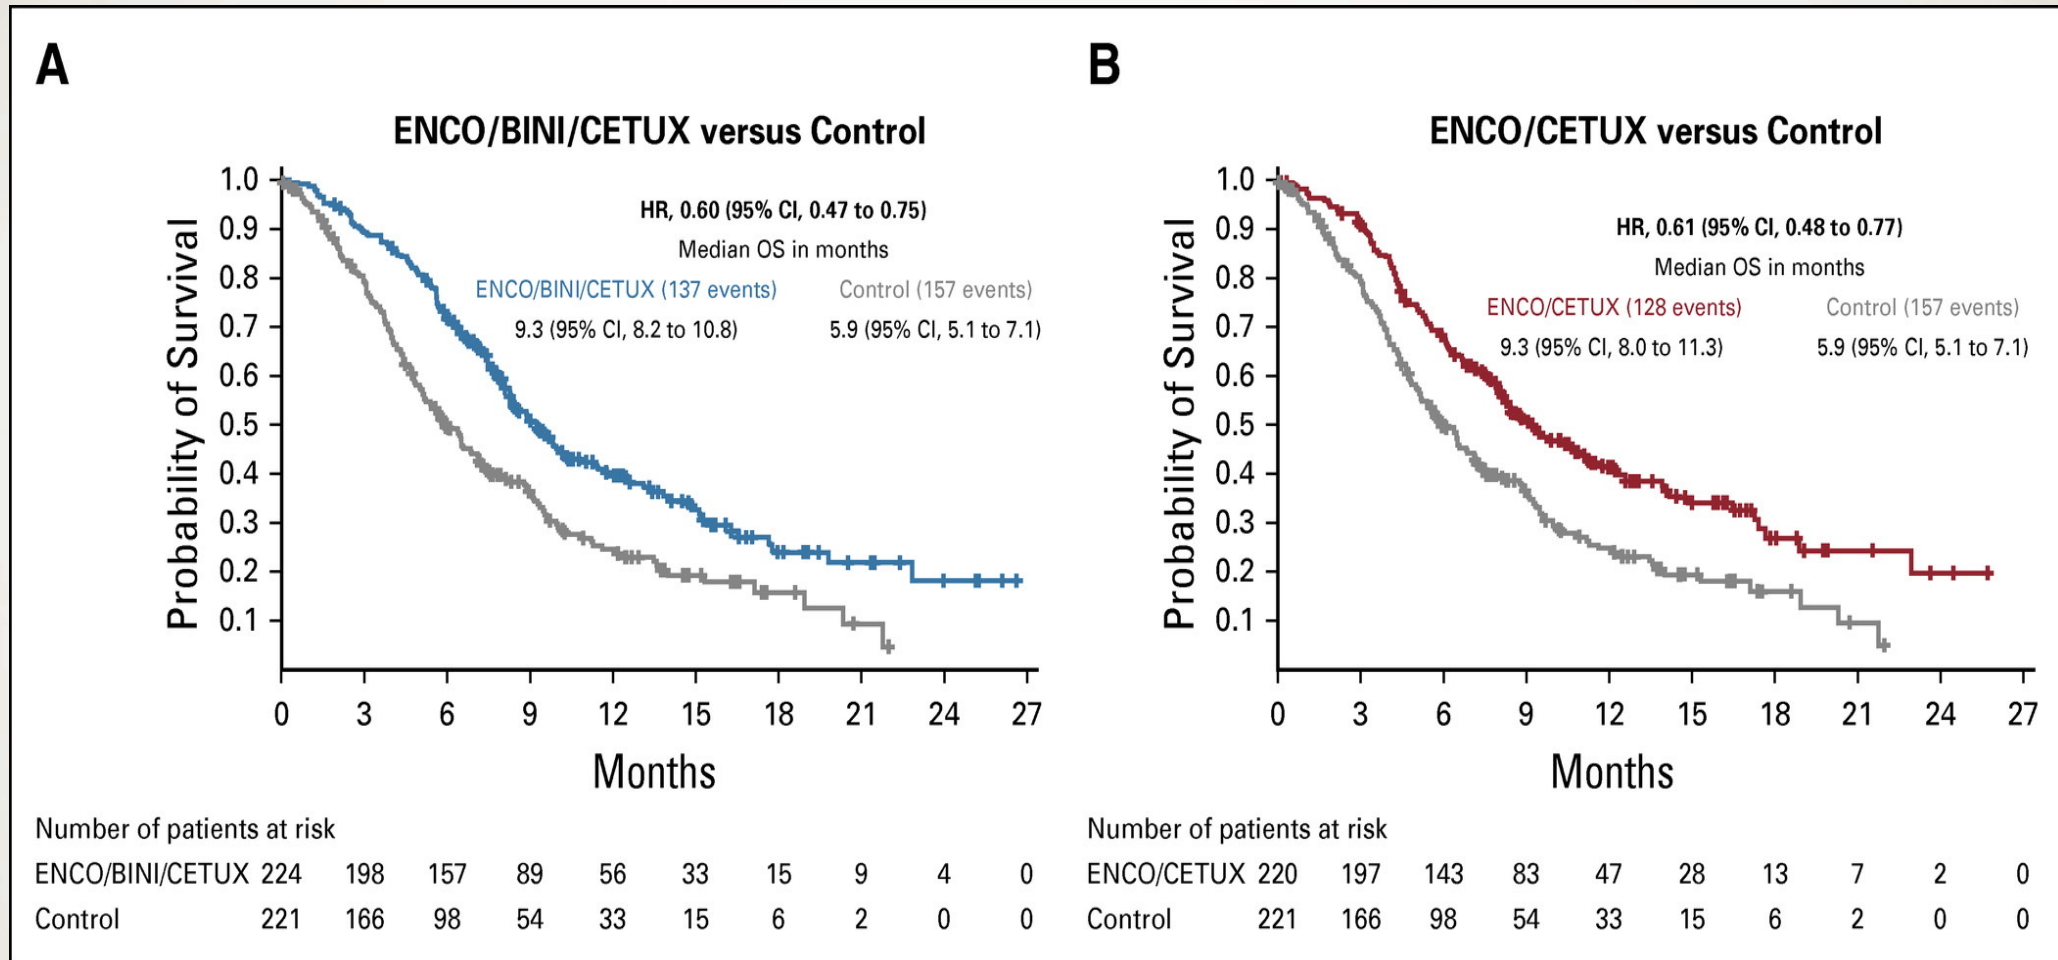 A
ENCO/BINI/CETUX versus Control
Probability of Survival
1.0
0.9
0.8
0.7
0.6
0.5
0.4
0.3
0.2
0.1
HR, 0.60 (95% CI, 0.47 to 0.75)
Median OS in months
ENCO/BINI/CETUX (137 events) Control (157 events)
9.3 (95% CI, 8.2 to 10.8) 5.9 (95% CI, 5.1 to 7.1)
0 3 6 9 12 15 18 21 24 27
Months
Number of patients at risk
ENCO/BINI/CETUX 224 198 157 89 56 33 15 9 4 0
Control 221 166 98 54 33 15 6 2 0 0
B
ENCO/CETUX versus Control
Probability of Survival
1.0
0.9
0.8
0.7
0.6
0.5
0.4
0.3
0.2
0.1
HR, 0.61 (95% CI, 0.48 to 0.77)
Median OS in months
ENCO/CETUX (128 events) Control (157 events)
9.3 (95% CI, 8.0 to 11.3) 5.9 (95% CI, 5.1 to 7.1)
0 3 6 9 12 15 18 21 24 27
Months
Number of patients at risk
ENCO/CETUX 220 197 143 83 47 28 13 7 2 0
Control 221 166 98 54 33 15 6 2 0 0